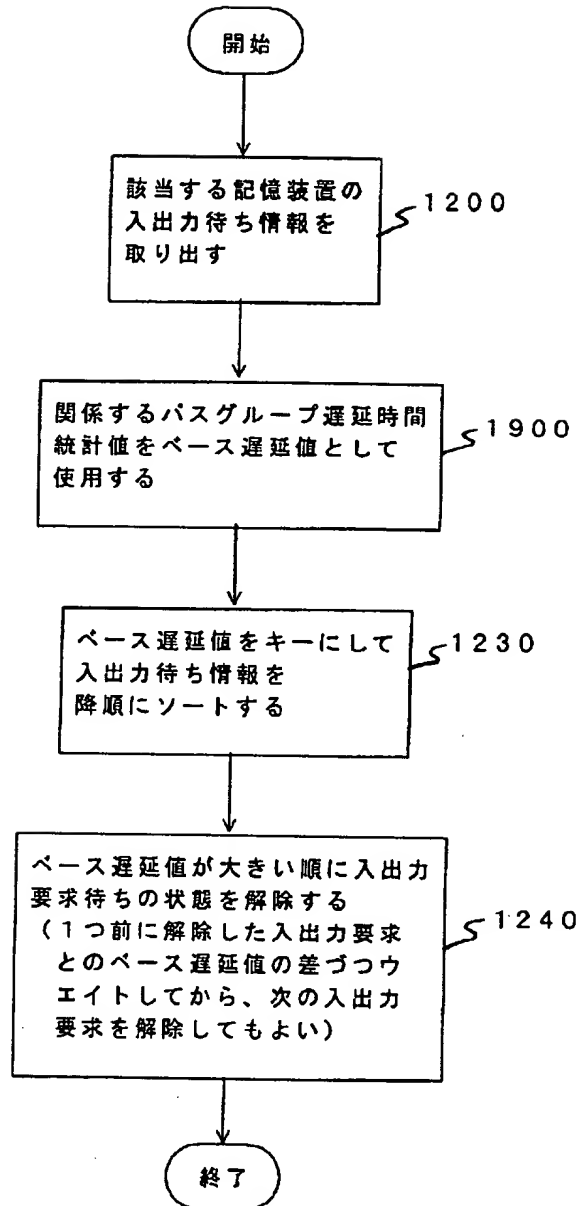 開始
該当する記憶装置の
入出力待ち情報を
取り出す
1200
関係するパスグループ遅延時間
統計値をベース遅延値として
使用する
1900
ベース遅延値をキーにして
入出力待ち情報を
降順にソートする
1230
ベース遅延値が大きい順に入出力
要求待ちの状態を解除する
(1つ前に解除した入出力要求
とのベース遅延値の差づつウ
エイトしてから、次の入出力
要求を解除してもよい)
1240
終了